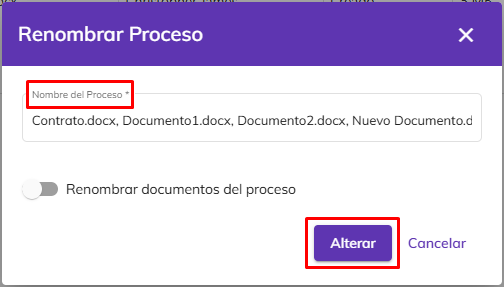 Renombrar Proceso
Nombre del Proceso *
Contrato.docx, Documento1.docx, Documento2.docx, Nuevo Documento.d
Renombrar documentos del proceso
Alterar
Cancelar